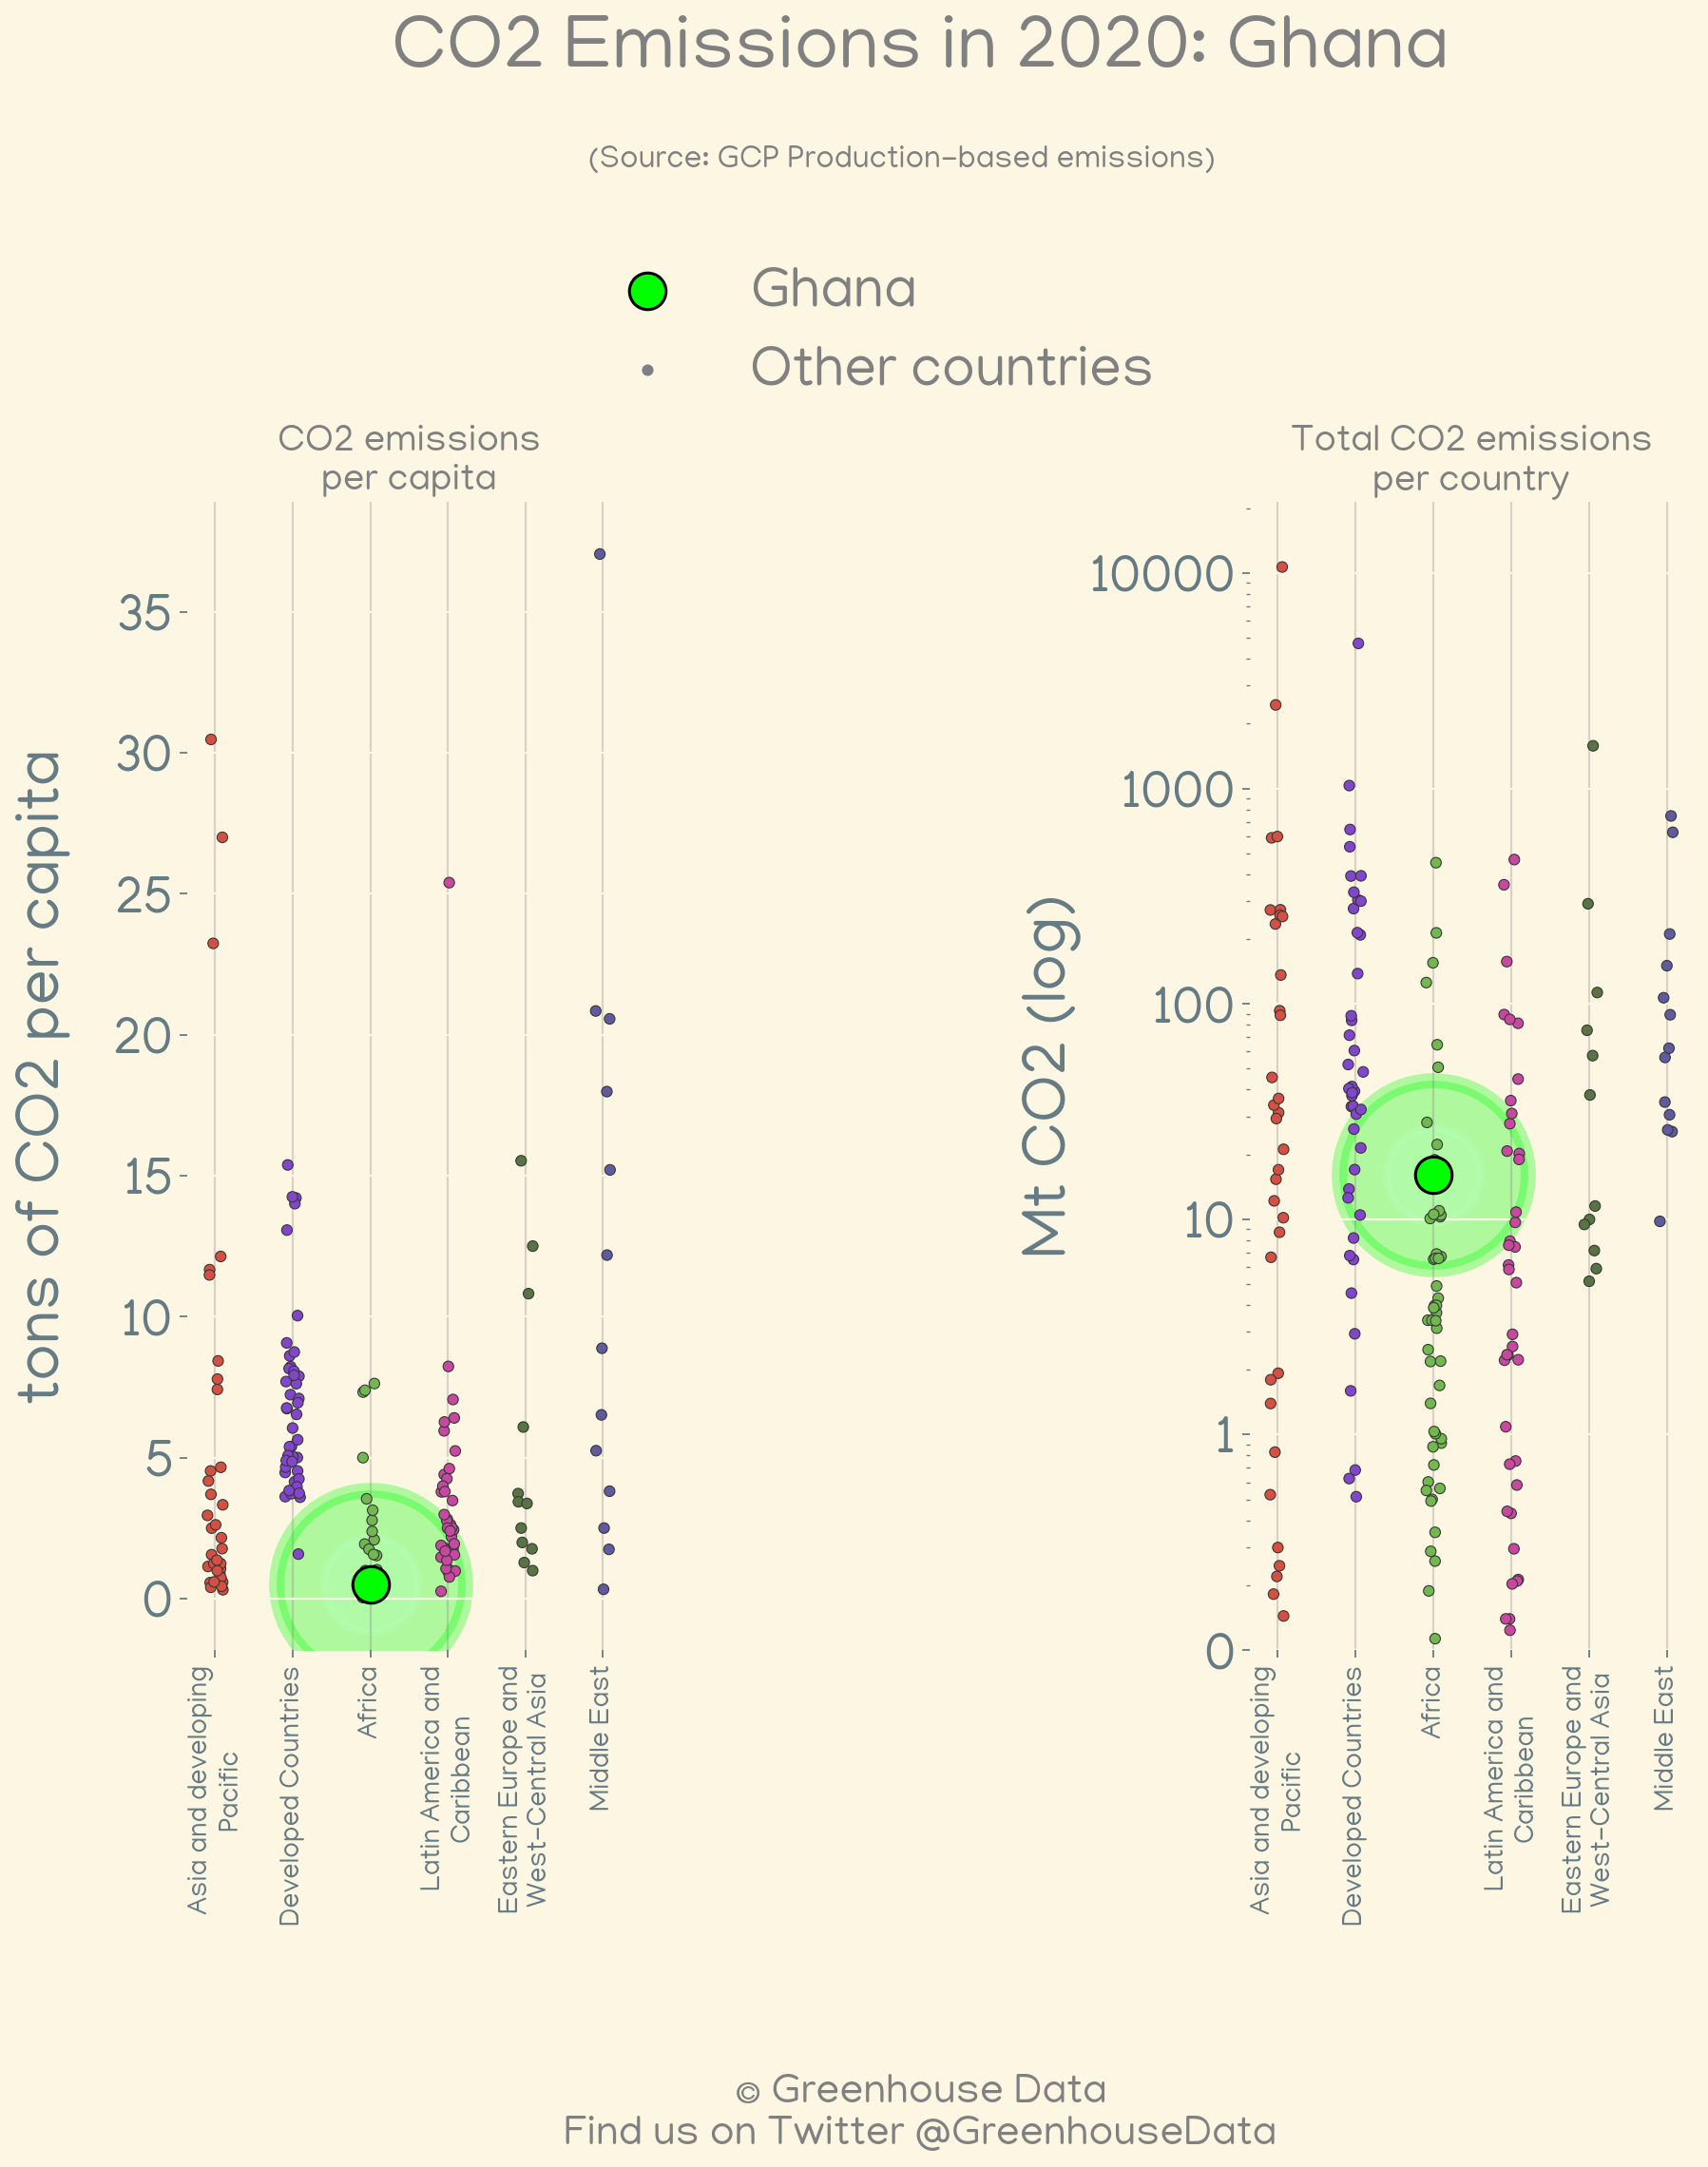 CO2 Emissions in 2020: Ghana
(Source: GCP Production-based emissions)
Ghana
Other countries
CO2 emissions
per capita
tons of CO2 per capita
35
30
25
20
15
10
5
0
Asia and developing
Pacific
Developed Countries
Africa
Latin America and
Caribbean
Eastern Europe and
West-Central Asia
Middle East
Total CO2 emissions
per country
Mt CO2 (log)
10000
1000
100
10
1
0
Asia and developing
Pacific
Developed Countries
Africa
Latin America and
Caribbean
Eastern Europe and
West-Central Asia
Middle East
© Greenhouse Data
Find us on Twitter @GreenhouseData